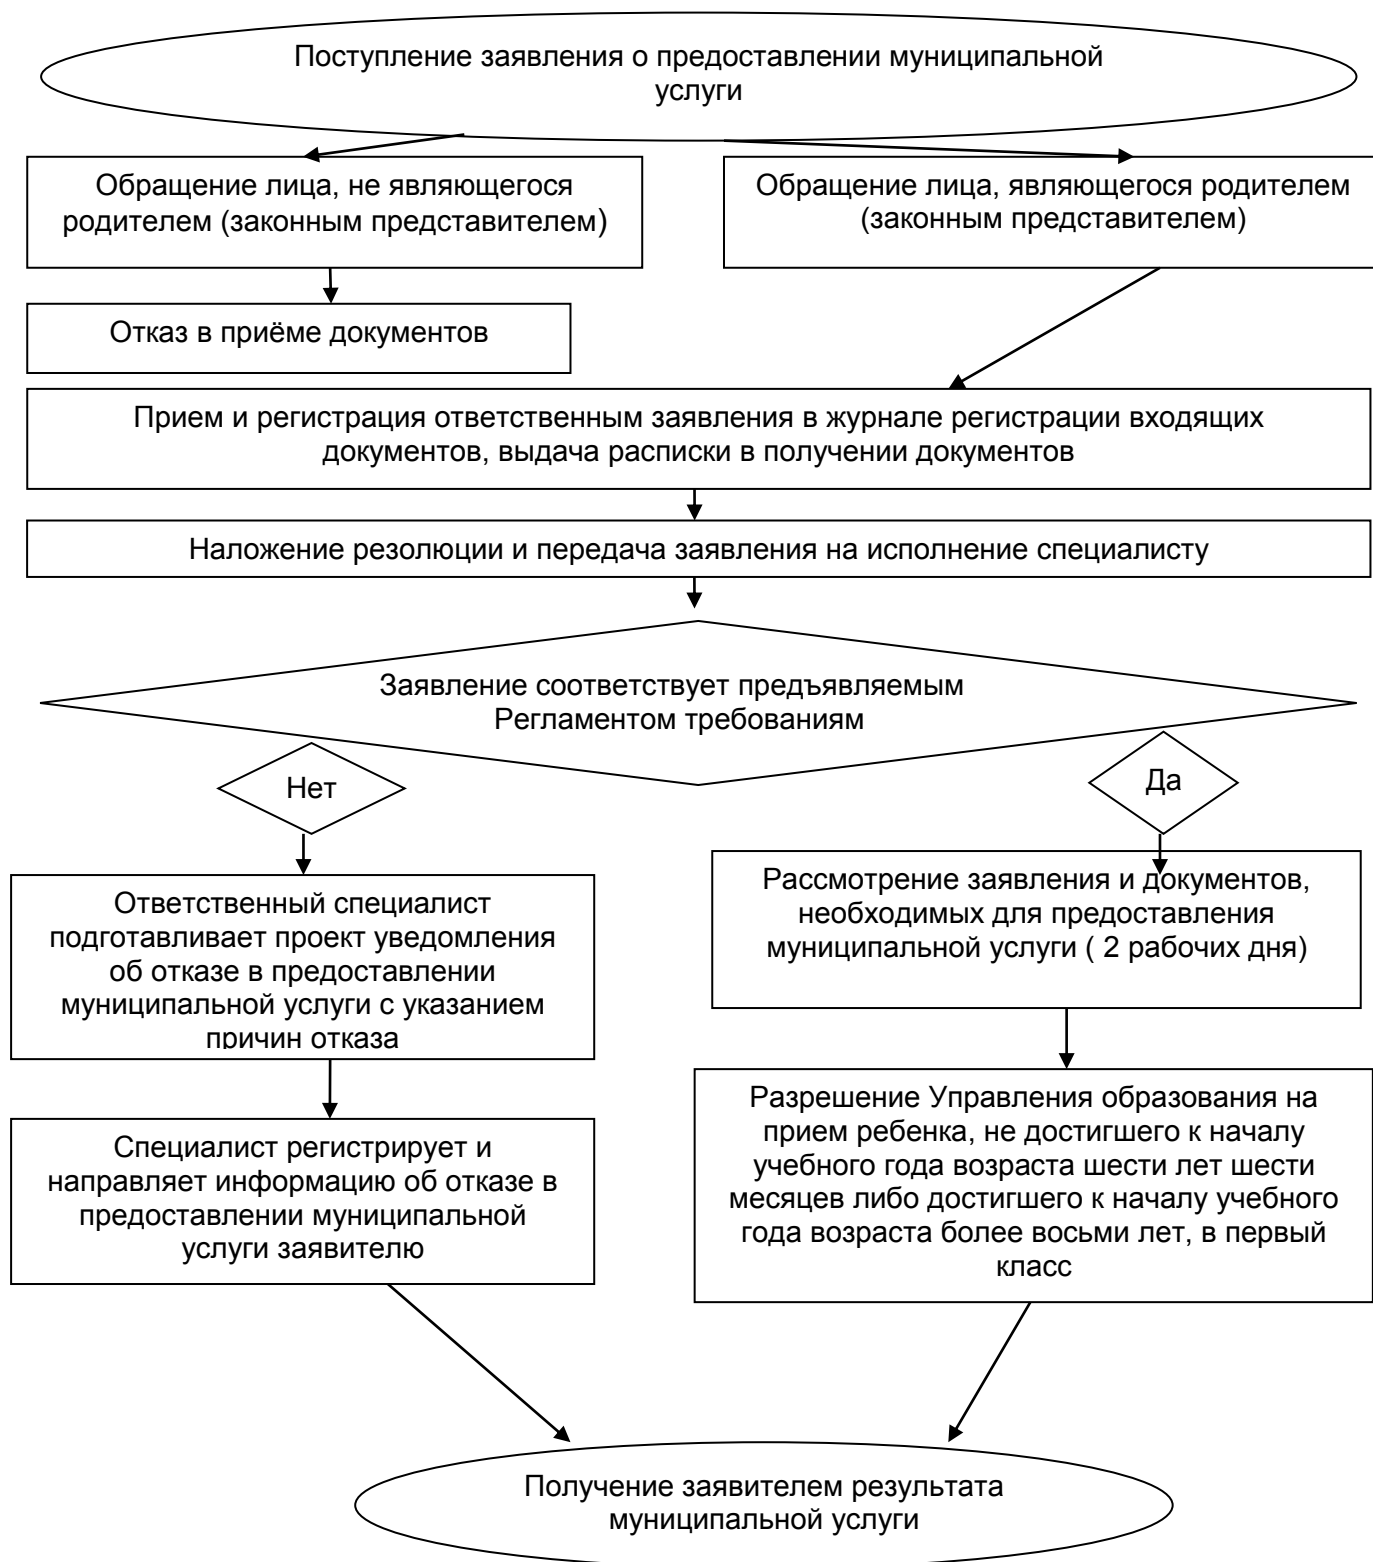 Поступление заявления о предоставлении муниципальной
услуги
Обращение лица, не являющегося
родителем (законным представителем)
Обращение лица, являющегося родителем
(законным представителем)
Отказ в приёме документов
Прием и регистрация ответственным заявления в журнале регистрации входящих
документов, выдача расписки в получении документов
Наложение резолюции и передача заявления на исполнение специалисту
Заявление соответствует предъявляемым
Регламентом требованиям
Нет
Да
Ответственный специалист
подготавливает проект уведомления
об отказе в предоставлении
муниципальной услуги с указанием
причин отказа
Рассмотрение заявления и документов,
необходимых для предоставления
муниципальной услуги ( 2 рабочих дня)
Специалист регистрирует и
направляет информацию об отказе в
предоставлении муниципальной
услуги заявителю
Разрешение Управления образования на
прием ребенка, не достигшего к началу
учебного года возраста шести лет шести
месяцев либо достигшего к началу учебного
года возраста более восьми лет, в первый
класс
Получение заявителем результата
муниципальной услуги